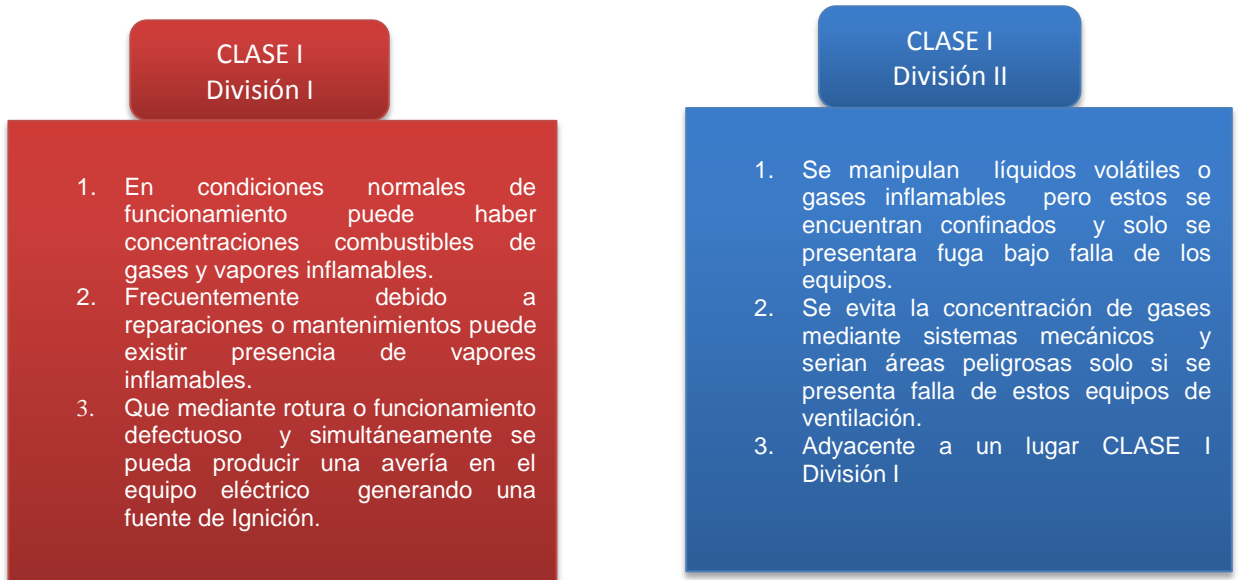 CLASE I
División I
1. En condiciones normales de
funcionamiento puede haber
concentraciones combustibles de
gases y vapores inflamables.
2. Frecuentemente debido a
reparaciones o mantenimientos puede
existir presencia de vapores
inflamables.
3. Que mediante rotura o funcionamiento
defectuoso y simultáneamente se
pueda producir una avería en el
equipo eléctrico generando una
fuente de Ignición.
CLASE I
División II
1. Se manipulan líquidos volátiles o
gases inflamables pero estos se
encuentran confinados y solo se
presentara fuga bajo falla de los
equipos.
2. Se evita la concentración de gases
mediante sistemas mecánicos y
serian áreas peligrosas solo si se
presenta falla de estos equipos de
ventilación.
3. Adyacente a un lugar CLASE I
División I